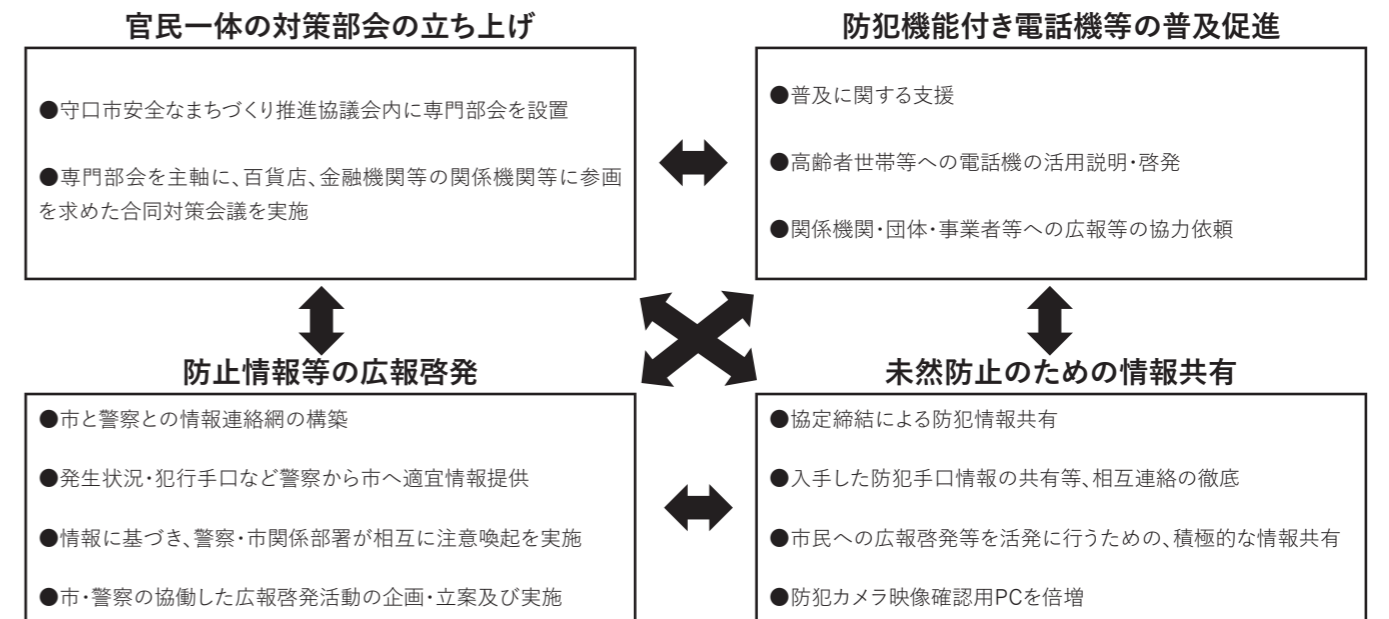 官民一体の対策部会の立ち上げ
●守口市安全なまちづくり推進協議会内に専門部会を設置
●専門部会を主軸に、百貨店、金融機関等の関係機関等に参画
を求めた合同対策会議を実施
防犯機能付き電話機等の普及促進
●普及に関する支援
●高齢者世帯等への電話機の活用説明・啓発
●関係機関・団体・事業者等への広報等の協力依頼
防止情報等の広報啓発
●市と警察との情報連絡網の構築
●発生状況・犯行手口など警察から市へ適宜情報提供
●情報に基づき、警察・市関係部署が相互に注意喚起を実施
●市・警察の協働した広報啓発活動の企画・立案及び実施
未然防止のための情報共有
●協定締結による防犯情報共有
●入手した防犯手口情報の共有等、相互連絡の徹底
●市民への広報啓発等を活発に行うための、積極的な情報共有
●防犯カメラ映像確認用PCを倍増